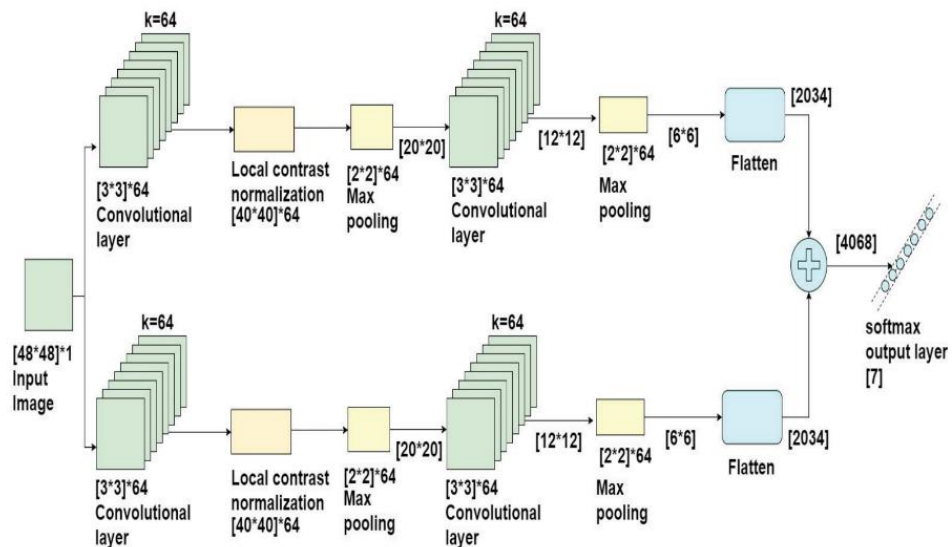 k=64
[3*3]*64
Convolutional
layer
Local contrast
normalization
[40*40]*64
[2*2]*64
Max
pooling
[20*20]
k=64
[3*3]*64
Convolutional
layer
[12*12]
[2*2]*64
Max
pooling
[6*6]
[2034]
Flatten
[48*48]*1
Input
Image
[4068]
softmax
output layer
[7]
k=64
[3*3]*64
Convolutional
layer
Local contrast
normalization
[40*40]*64
[2*2]*64
Max
pooling
[20*20]
k=64
[3*3]*64
Convolutional
layer
[12*12]
[2*2]*64
Max
pooling
[6*6]
Flatten
[2034]